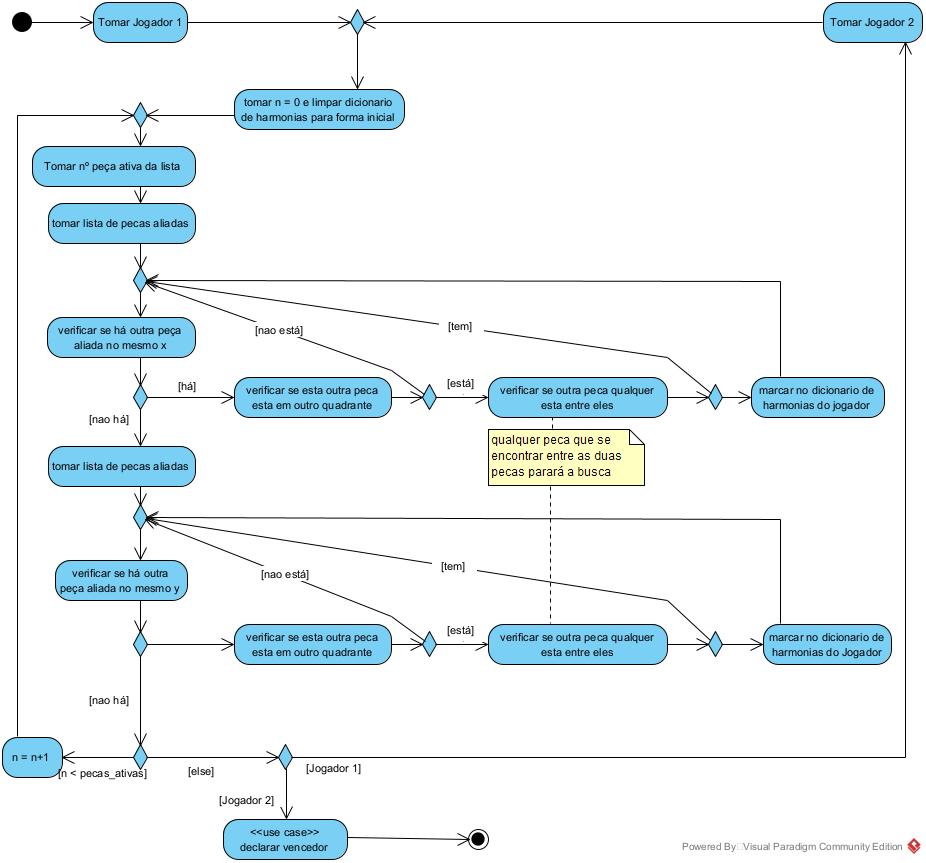 Tomar Jogador 1
Tomar Jogador 2
tomar n = 0 e limpar dicionario
de harmonias para forma inicial
Tomar nº peça ativa da lista
tomar lista de pecas aliadas
verificar se há outra peça
aliada no mesmo x
[nao está]
[tem]
[há]
verificar se esta outra peca
esta em outro quadrante
[está]
verificar se outra peca qualquer
esta entre eles
marcar no dicionario de
harmonias do jogador
[nao há]
qualquer peca que se
encontrar entre as duas
pecas parará a busca
tomar lista de pecas aliadas
verificar se há outra
peça aliada no mesmo y
[nao está]
[tem]
verificar se esta outra peca
esta em outro quadrante
[está]
verificar se outra peca qualquer
esta entre eles
marcar no dicionario de
harmonias do Jogador
[nao há]
n = n+1
[n < pecas_ativas]
[else]
[Jogador 1]
[Jogador 2]
<<use case>>
declarar vencedor
Powered By Visual Paradigm Community Edition